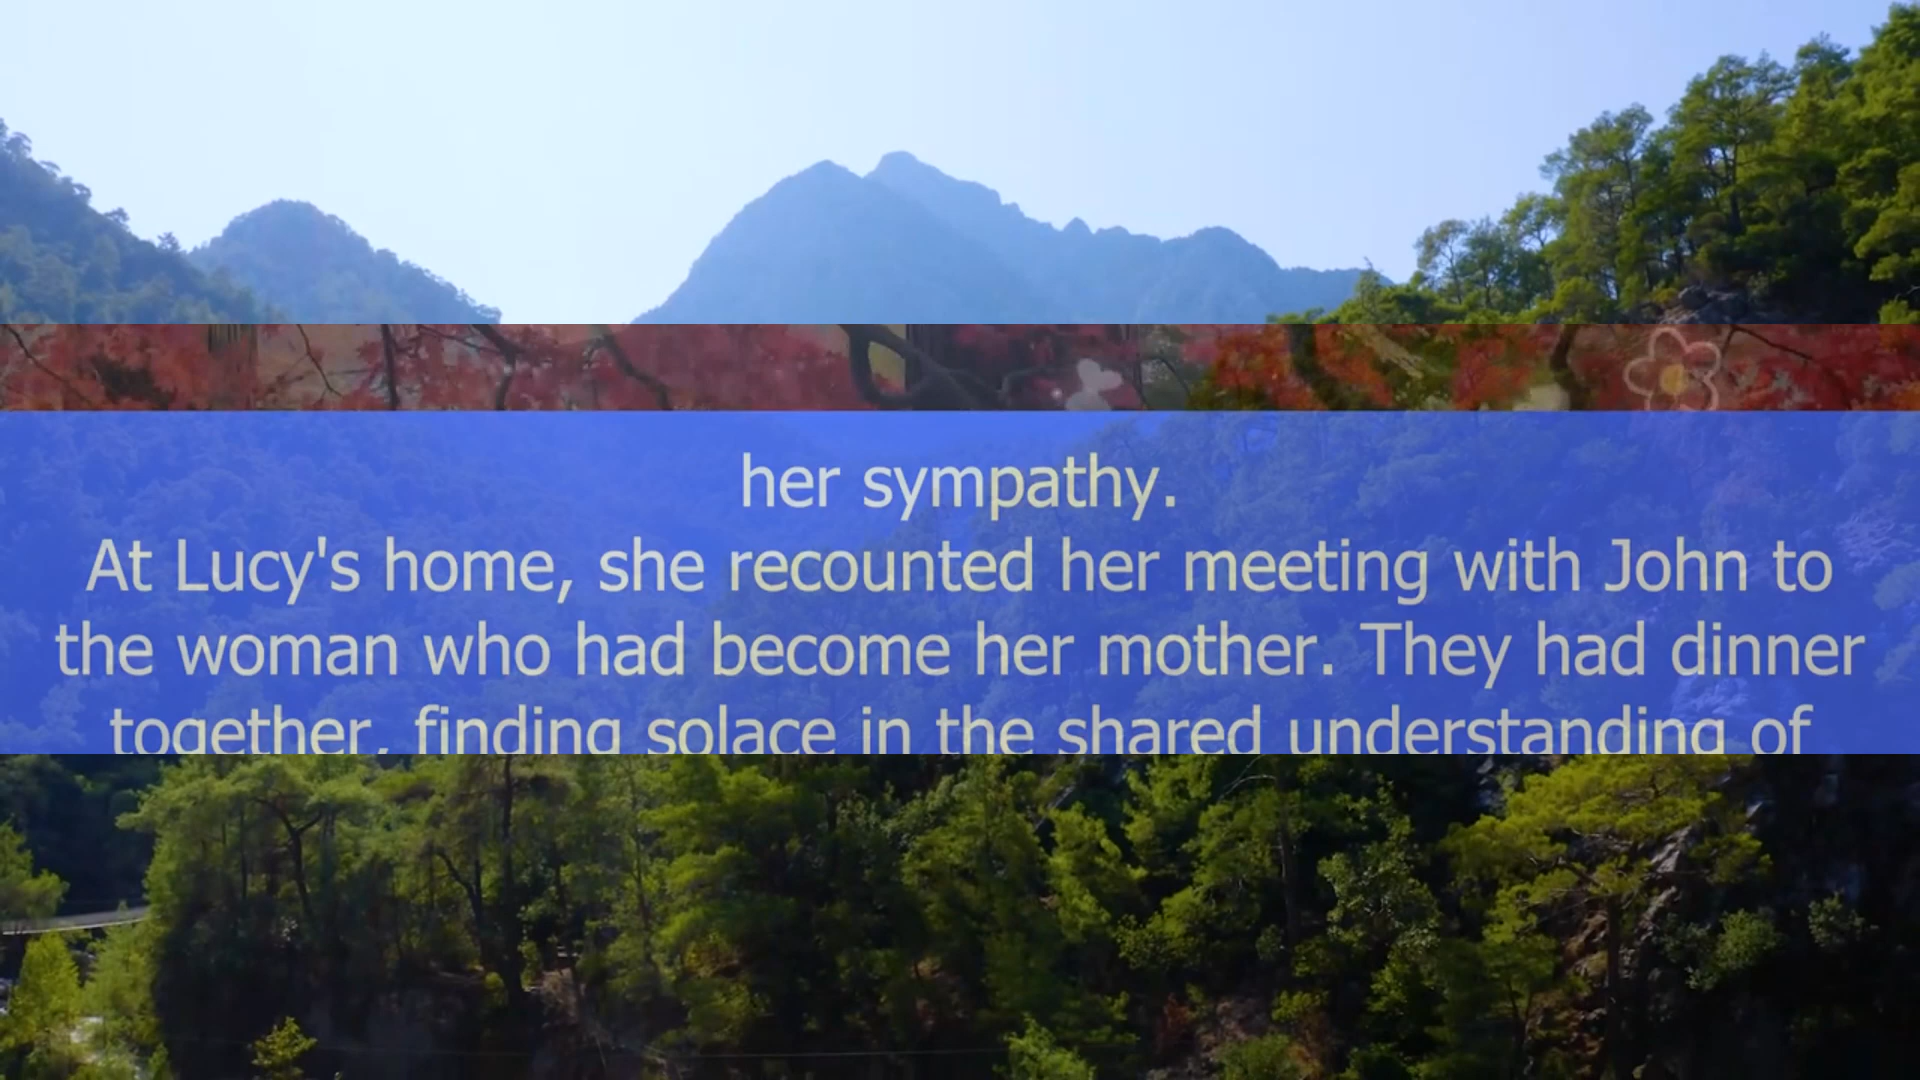 her sympathy.
At Lucy's home, she recounted her meeting with John to
the woman who had become her mother. They had dinner
together, finding solace in the shared understanding of